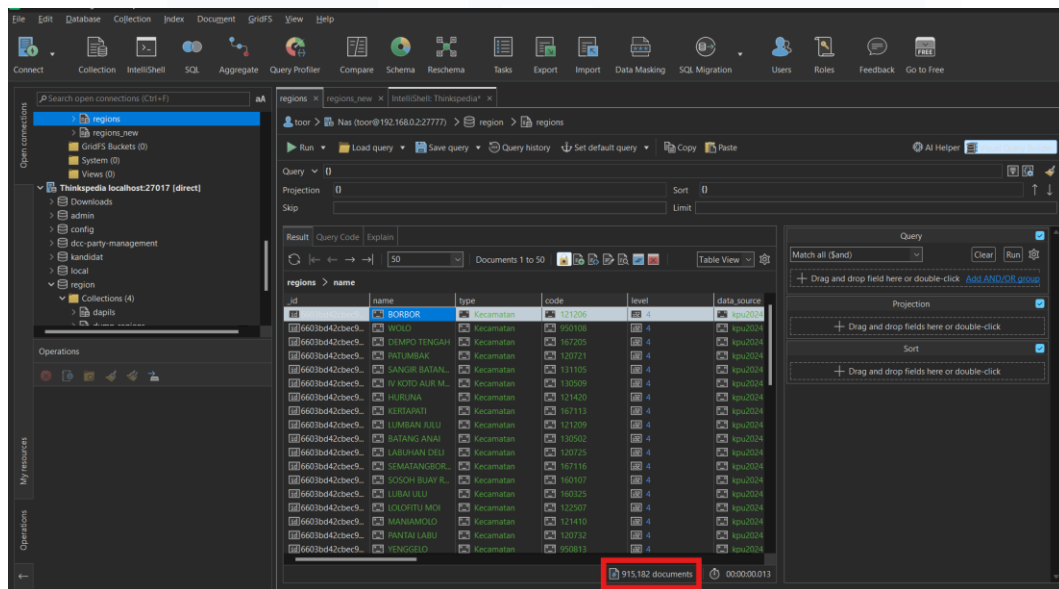 File Edit Database Collection Index Document GridFS View Help
Connect Collection IntelliShell SQL Aggregate Query Profiler Compare Schema Reschema Tasks Export Import Data Masking SQL Migration Users Roles Feedback Go to Free
FREE
Open connections
Search open connections (Ctrl+F) aA
regions
regions_new
GridFS Buckets (0)
System (0)
Views (0)
Thinkspedia localhost:27017 [direct]
Downloads
admin
config
dcc-party-management
kandidat
local
region
Collections (4)
dapils
dump_regions
Operations
My resources
Operations
regions × regions_new × IntelliShell: Thinkspedia* ×
toor > Nas (toor@192.168.0.2:27777) > region > regions
Run Load query Save query Query history Set default query Copy Paste AI Helper
Query {}
Projection {} Sort {}
Skip Limit
Result Query Code Explain
50 Documents 1 to 50 Table View
regions > name
_id name type code level data_source
BORBOR Kecamatan 121206 4 kpu2024
6603bd42cbec9... WOLO Kecamatan 950108 4 kpu2024
6603bd42cbec9... DEMPO TENGAH Kecamatan 167205 4 kpu2024
6603bd42cbec9... PATUMBAK Kecamatan 120721 4 kpu2024
6603bd42cbec9... SANGIR BATAN... Kecamatan 131105 4 kpu2024
6603bd42cbec9... IV KOTO AUR M... Kecamatan 130509 4 kpu2024
6603bd42cbec9... HURUNA Kecamatan 121420 4 kpu2024
6603bd42cbec9... KERTAPATI Kecamatan 167113 4 kpu2024
6603bd42cbec9... LUMBAN JULU Kecamatan 121209 4 kpu2024
6603bd42cbec9... BATANG ANAI Kecamatan 130502 4 kpu2024
6603bd42cbec9... LABUHAN DELI Kecamatan 120725 4 kpu2024
6603bd42cbec9... SEMATANGBOR... Kecamatan 167116 4 kpu2024
6603bd42cbec9... SOSOH BUAY R... Kecamatan 160107 4 kpu2024
6603bd42cbec9... LUBAI ULU Kecamatan 160325 4 kpu2024
6603bd42cbec9... LOLOFITU MOI Kecamatan 122507 4 kpu2024
6603bd42cbec9... MANIAMOLO Kecamatan 121410 4 kpu2024
6603bd42cbec9... PANTAI LABU Kecamatan 120732 4 kpu2024
6603bd42cbec9... YENGGELO Kecamatan 950813 4 kpu2024
915,182 documents 00:00:00.013
Query
Match all ($and) Clear Run
Drag and drop field here or double-click Add AND/OR group
Projection
Drag and drop fields here or double-click
Sort
Drag and drop fields here or double-click